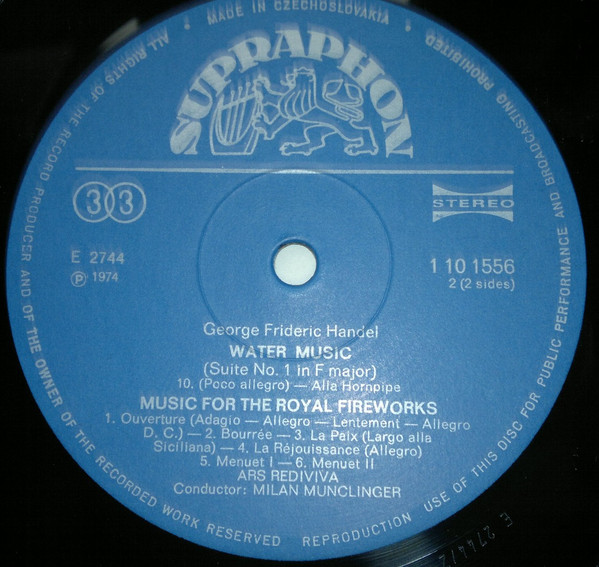 MADE IN CZECHOSLOVAKIA
ALL RIGHTS OF THE RECORD PRODUCER AND OF THE OWNER OF THE RECORDED WORK RESERVED REPRODUCTION USE OF THIS DISC FOR PUBLIC PERFORMANCE AND BROADCASTING PROHIBITED
SUPRAPHON
33
STEREO
E 2744
Ⓟ 1974
1 10 1556
2 (2 sides)
George Frideric Handel
WATER MUSIC
(Suite No. 1 in F major)
10. (Poco allegro) — Alla Hornpipe
MUSIC FOR THE ROYAL FIREWORKS
1. Ouverture (Adagio — Allegro — Lentement — Allegro
D. C.) — 2. Bourrée — 3. La Paix (Largo alla
Siciliana) — 4. La Réjouissance (Allegro)
5. Menuet I — 6. Menuet II
ARS REDIVIVA
Conductor: MILAN MUNCLINGER